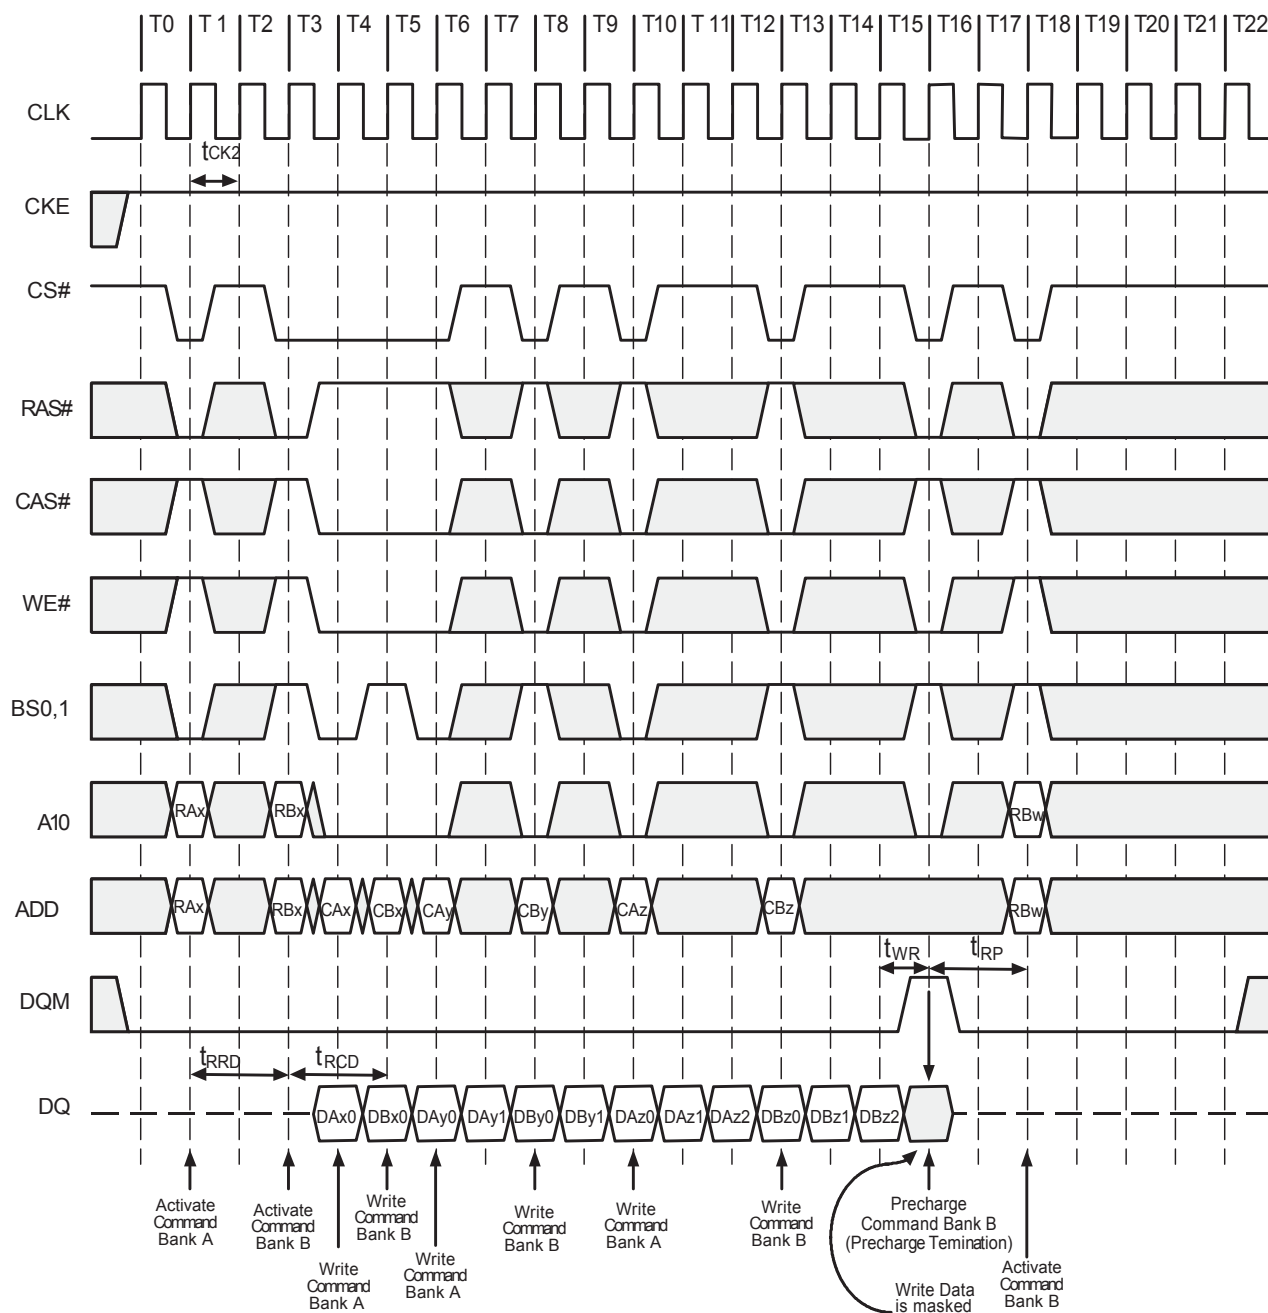 T0 T 1 T2 T3 T4 T5 T6 T7 T8 T9 T10 T 11 T12 T13 T14 T15 T16 T17 T18 T19 T20 T21 T22
CLK
tCK2
CKE
CS#
RAS#
CAS#
WE#
BS0,1
A10
RAx RBx RBw
ADD
RAx RBx CAx CBx CAy CBy CAz CBz RBw
tWR tRP
DQM
tRRD tRCD
DQ
DAx0 DBx0 DAy0 DAy1 DBy0 DBy1 DAz0 DAz1 DAz2 DBz0 DBz1 DBz2
Activate
Command
Bank A
Activate
Command
Bank B
Write
Command
Bank A
Write
Command
Bank B
Write
Command
Bank A
Write
Command
Bank B
Write
Command
Bank A
Write
Command
Bank B
Precharge
Command Bank B
(Precharge Temination)
Write Data
is masked
Activate
Command
Bank B